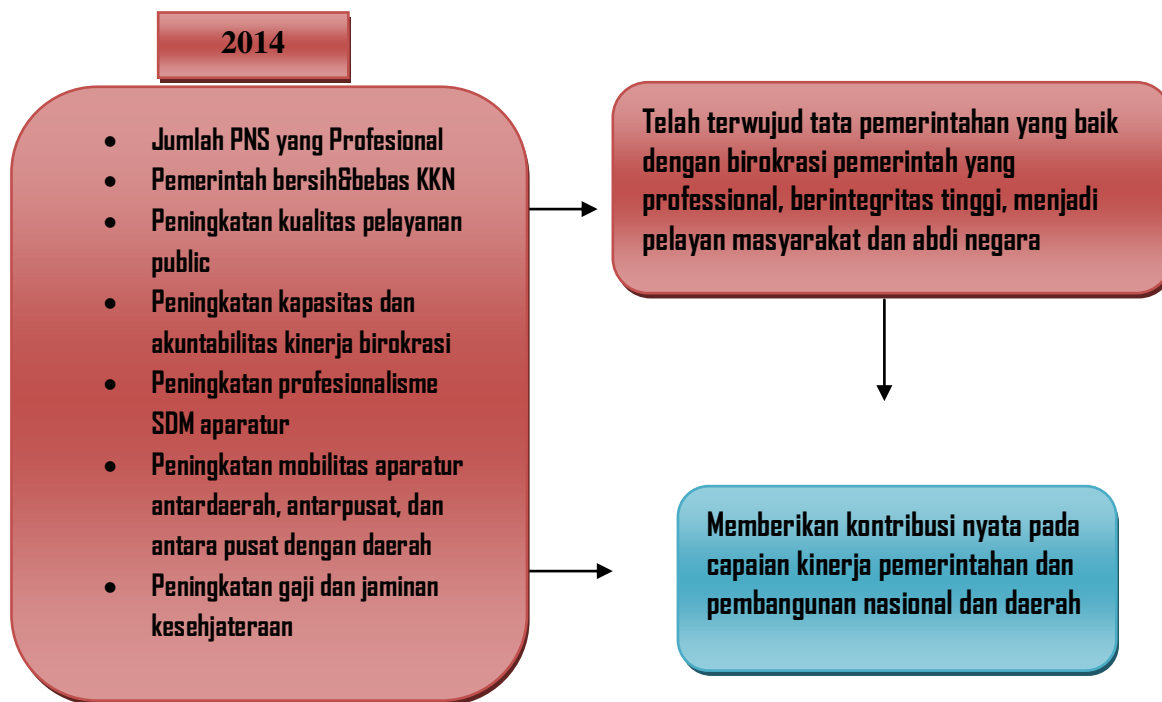 2014
• Jumlah PNS yang Profesional
• Pemerintah bersih&bebas KKN
• Peningkatan kualitas pelayanan
public
• Peningkatan kapasitas dan
akuntabilitas kinerja birokrasi
• Peningkatan profesionalisme
SDM aparatur
• Peningkatan mobilitas aparatur
antardaerah, antarpusat, dan
antara pusat dengan daerah
• Peningkatan gaji dan jaminan
kesehjateraan
Telah terwujud tata pemerintahan yang baik
dengan birokrasi pemerintah yang
professional, berintegritas tinggi, menjadi
pelayan masyarakat dan abdi negara
Memberikan kontribusi nyata pada
capaian kinerja pemerintahan dan
pembangunan nasional dan daerah